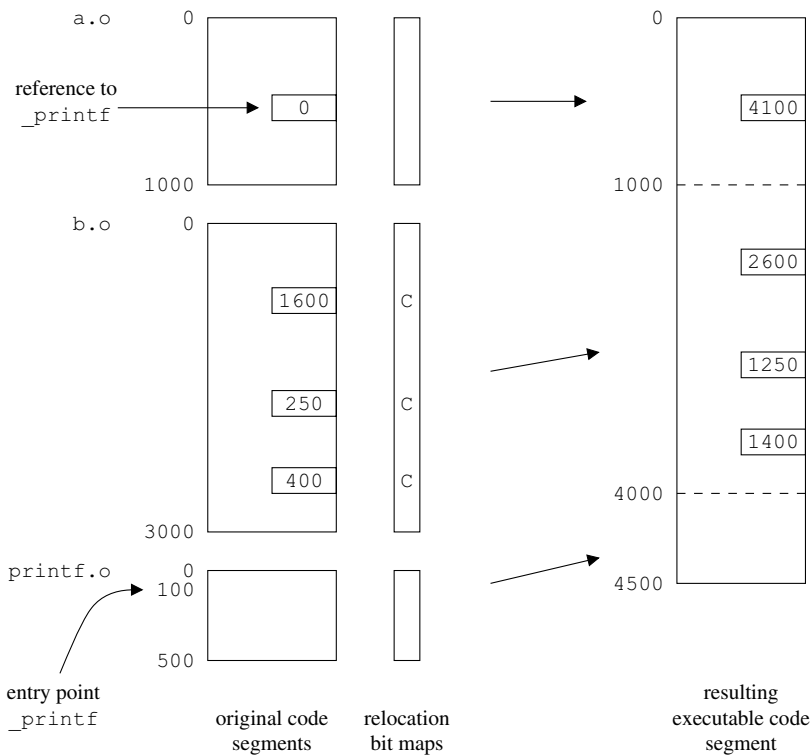 a.o
0
reference to
_printf
0
1000
b.o
0
1600
C
250
C
400
C
3000
printf.o
0
100
500
entry point
_printf
original code
segments
relocation
bit maps
0
4100
1000
2600
1250
1400
4000
4500
resulting
executable code
segment